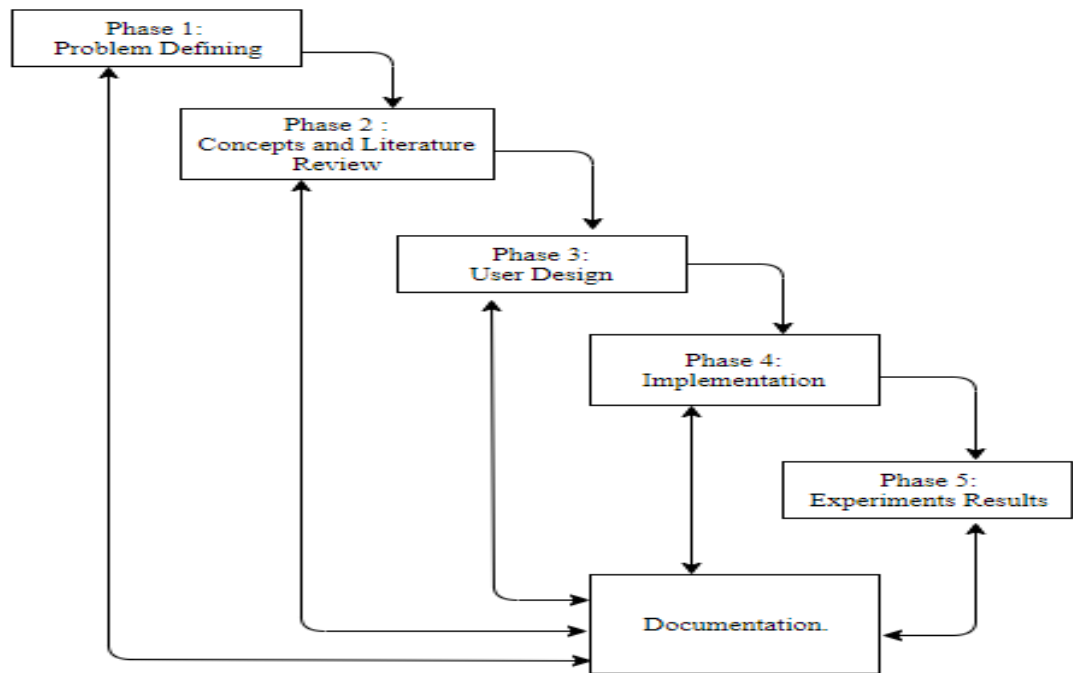 Phase 1:
Problem Defining
Phase 2 :
Concepts and Literature
Review
Phase 3:
User Design
Phase 4:
Implementation
Phase 5:
Experiments Results
Documentation.